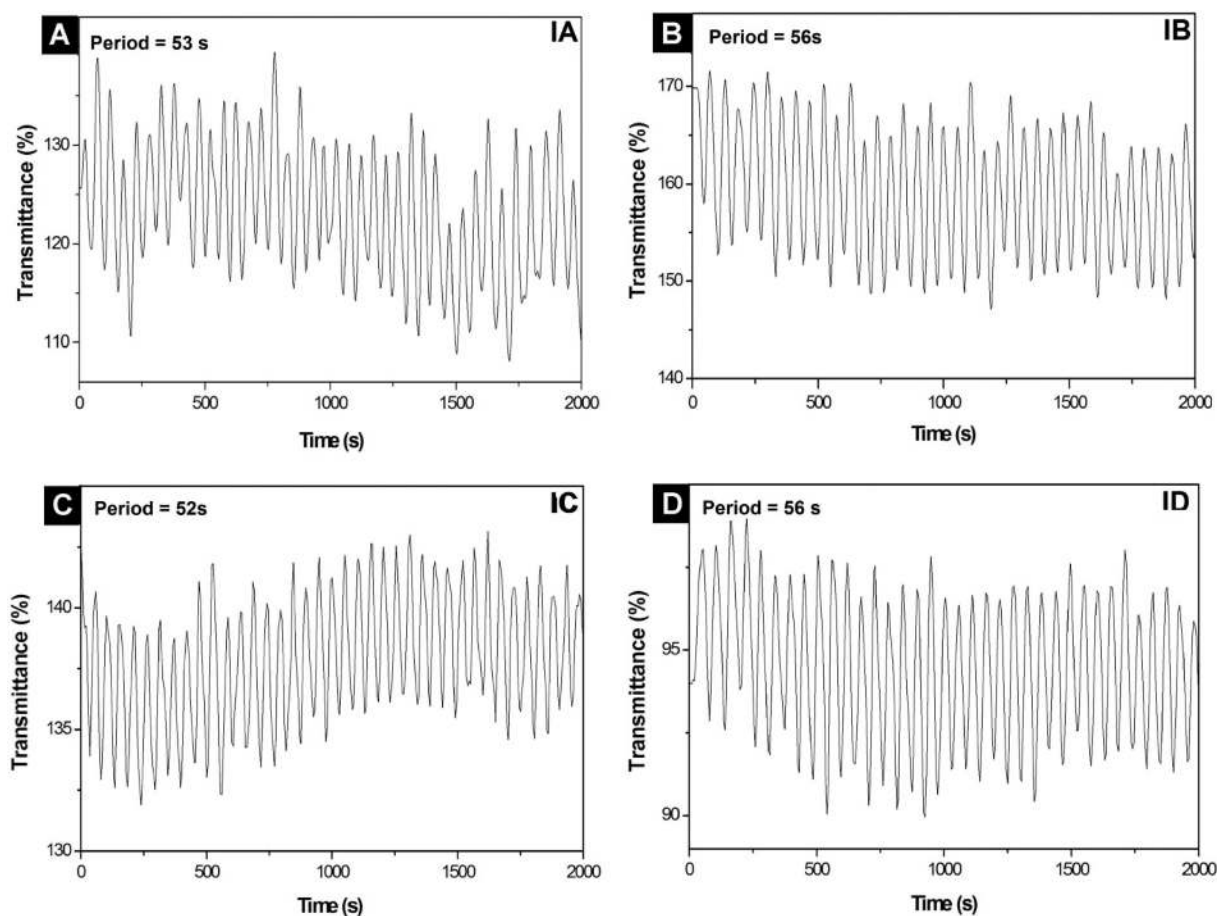 A
Period = 53 s
IA
Transmittance (%)
130
120
110
0
500
1000
1500
2000
Time (s)
B
Period = 56s
IB
Transmittance (%)
170
160
150
140
0
500
1000
1500
2000
Time (s)
C
Period = 52s
IC
Transmittance (%)
140
135
130
0
500
1000
1500
2000
Time (s)
D
Period = 56 s
ID
Transmittance (%)
95
90
0
500
1000
1500
2000
Time (s)